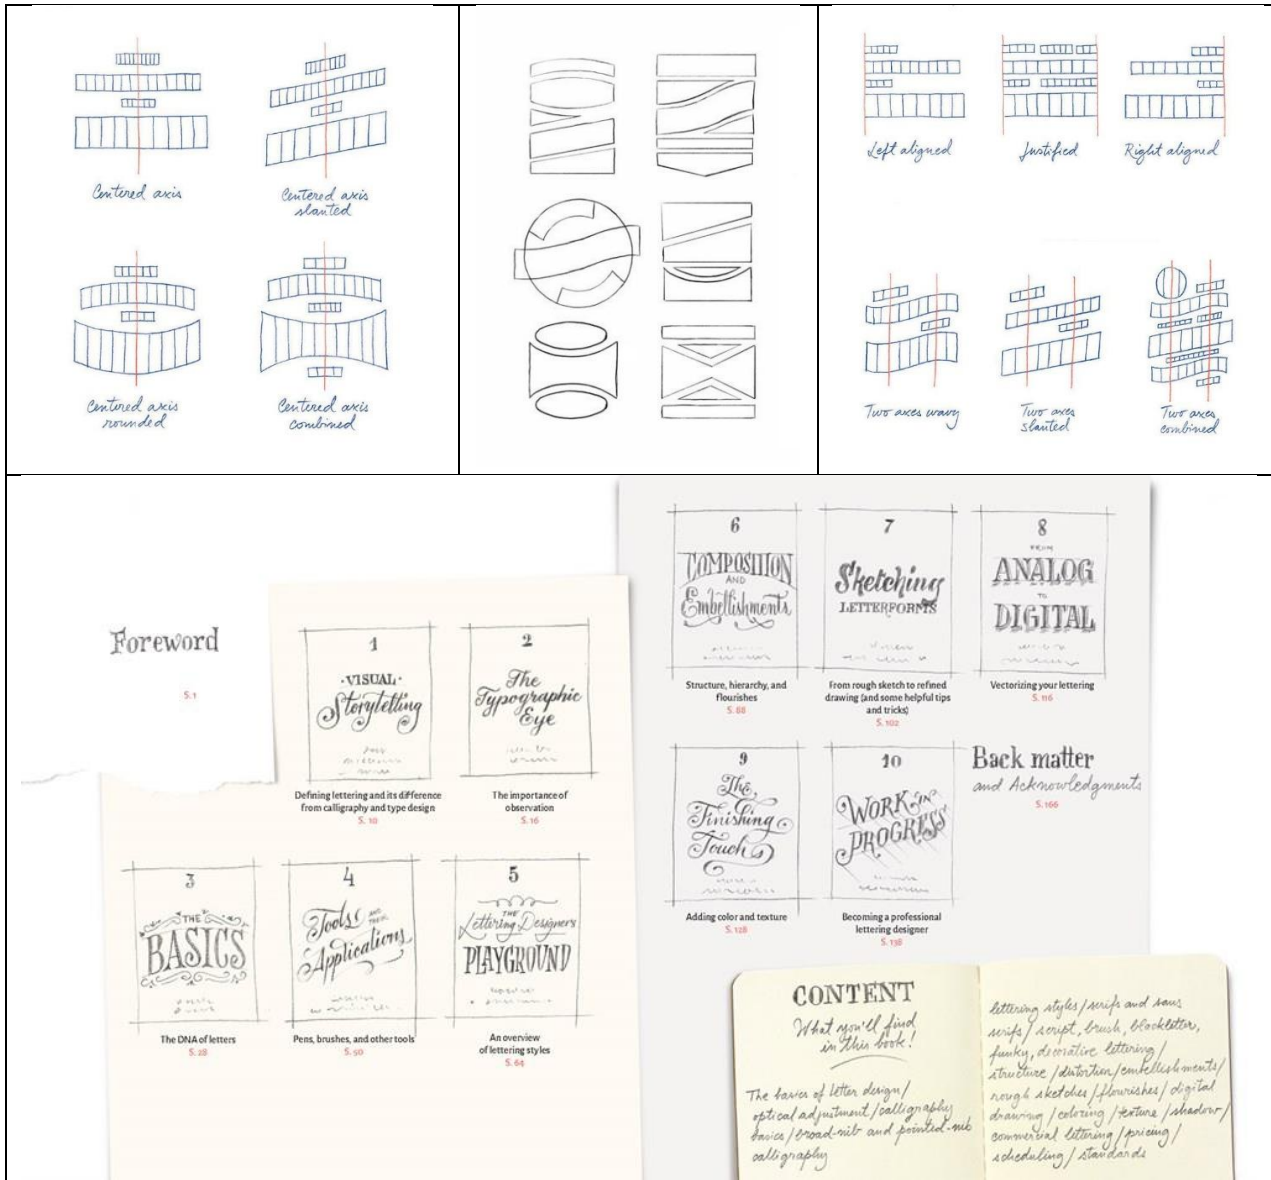 Centered axis
Centered axis
slanted
Centered axis
rounded
Centered axis
combined
Left aligned
Justified
Right aligned
Two axes wavy
Two axes
slanted
Two axes
combined
Foreword
S.1
1
·VISUAL·
Storytelling
Defining lettering and its difference
from calligraphy and type design
S. 10
2
The
Typographic
Eye
The importance of
observation
S. 16
3
THE
BASICS
The DNA of letters
S. 28
4
Tools AND
THEIR
Applications
Pens, brushes, and other tools
S. 50
5
THE
Lettering Designers
PLAYGROUND
An overview
of lettering styles
S. 64
6
COMPOSITION
AND
Embellishments
Structure, hierarchy, and
flourishes
S. 88
7
Sketching
LETTERFORMS
From rough sketch to refined
drawing (and some helpful tips
and tricks)
S. 102
8
FROM
ANALOG
TO
DIGITAL
Vectorizing your lettering
S. 116
9
The
Finishing
Touch
Adding color and texture
S. 128
10
WORK IN
PROGRESS
Becoming a professional
lettering designer
S. 138
Back matter
and Acknowledgments
S. 166
CONTENT
What you'll find
in this book!
The basics of letter design/
optical adjustment/calligraphy
basics/broad-nib and pointed-nib
calligraphy
lettering styles/serifs and sans
serifs/script, brush, blackletter,
funky, decorative lettering/
structure/distortion/embellishments/
rough sketches/flourishes/digital
drawing/coloring/texture/shadow/
commercial lettering/pricing/
scheduling/standards